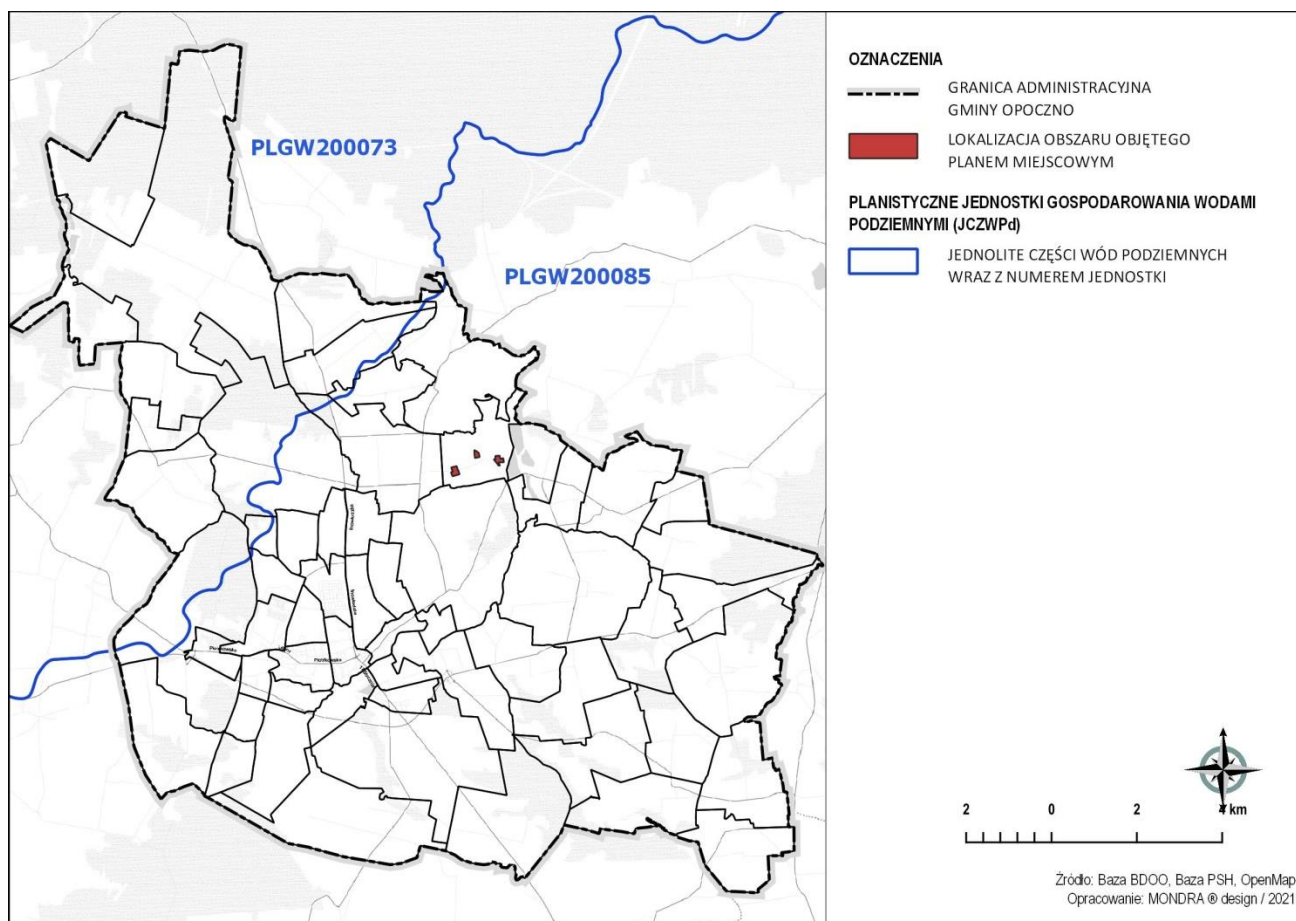 PLGW200073
PLGW200085
Piotrkowska
OZNACZENIA
GRANICA ADMINISTRACYJNA
GMINY OPOCZNO
LOKALIZACJA OBSZARU OBJĘTEGO
PLANEM MIEJSCOWYM
PLANISTYCZNE JEDNOSTKI GOSPODAROWANIA WODAMI
PODZIEMNYMI (JCZWPd)
JEDNOLITE CZĘŚCI WÓD PODZIEMNYCH
WRAZ Z NUMEREM JEDNOSTKI
2 0 2 4 km
Źródło: Baza BDOO, Baza PSH, OpenMap
Opracowanie: MONDRA ® design / 2021